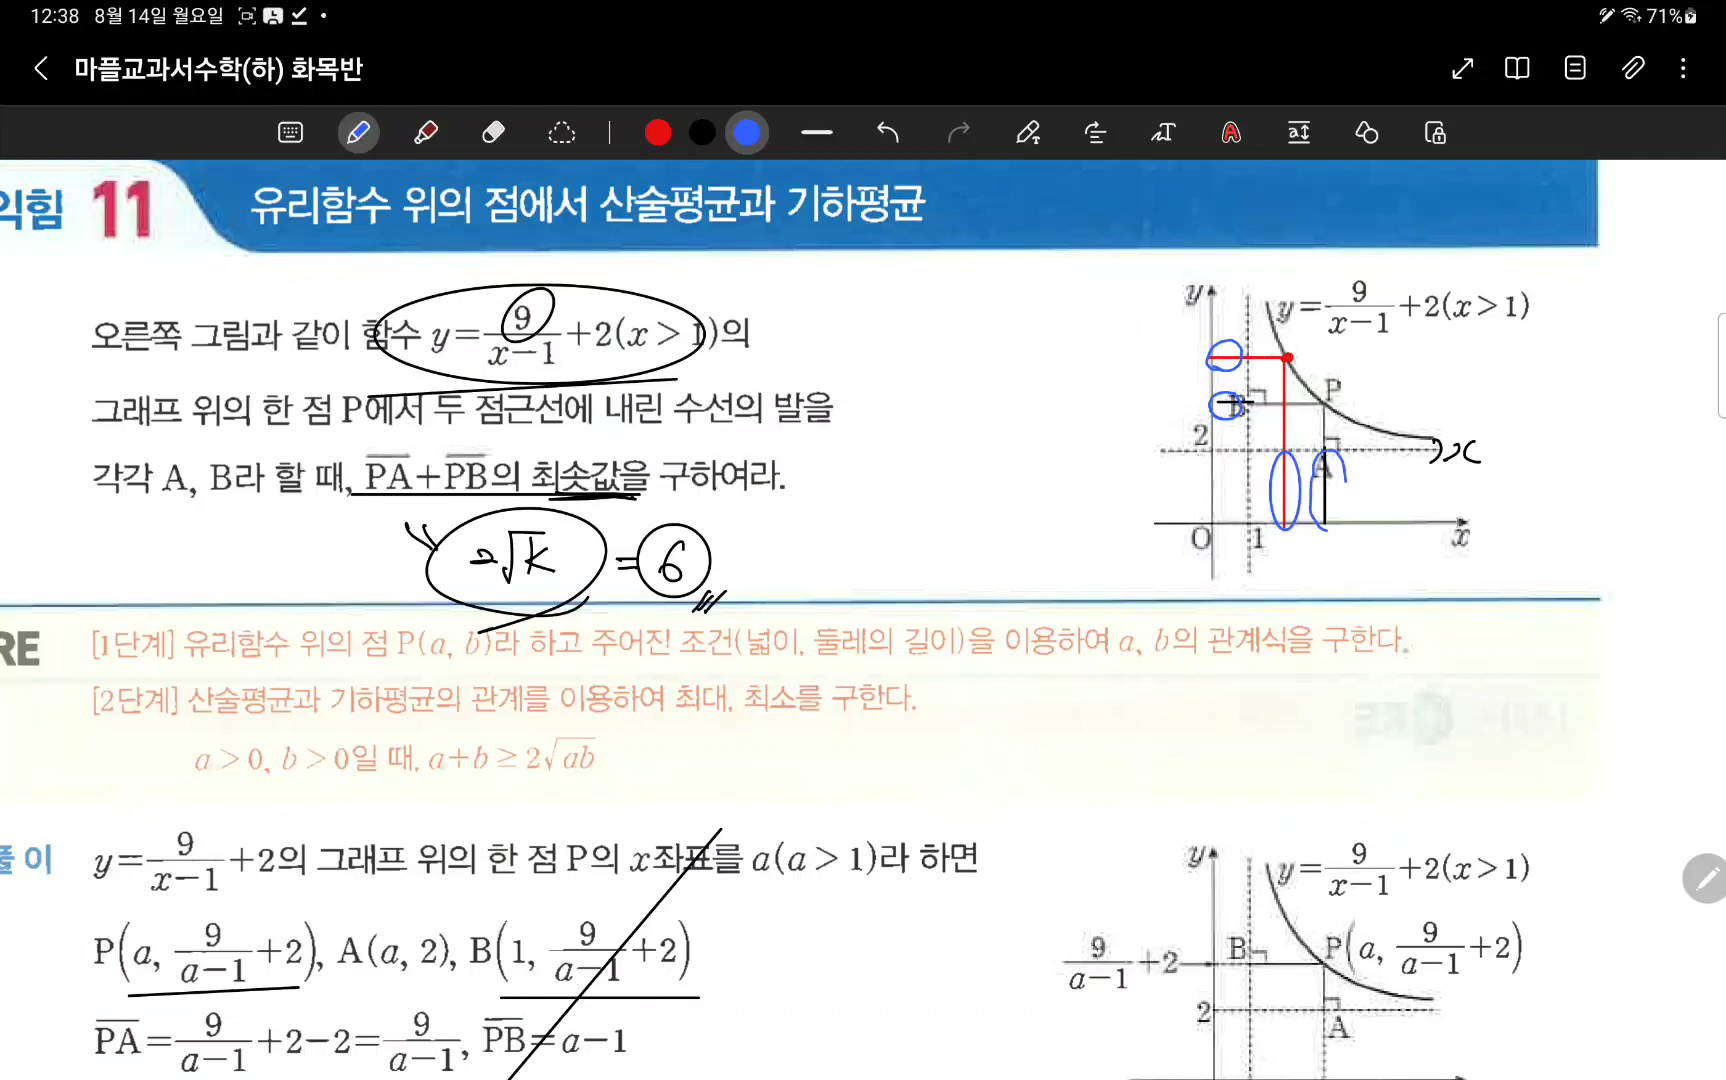 12:38 8월 14일 월요일
71%
마플교과서수학(하) 화목반
익힘 11 유리함수 위의 점에서 산술평균과 기하평균
오른쪽 그림과 같이 함수 y=9/(x-1)+2(x>1)의
그래프 위의 한 점 P에서 두 점근선에 내린 수선의 발을
각각 A, B라 할 때, PA+PB의 최솟값을 구하여라.
2√k = 6
y
y=9/(x-1)+2(x>1)
P
B
2
A
x
O 1 x
RE [1단계] 유리함수 위의 점 P(a, b)라 하고 주어진 조건(넓이, 둘레의 길이)을 이용하여 a, b의 관계식을 구한다.
[2단계] 산술평균과 기하평균의 관계를 이용하여 최대, 최소를 구한다.
a>0, b>0일 때, a+b≥2√ab
풀이 y=9/(x-1)+2의 그래프 위의 한 점 P의 x좌표를 a(a>1)라 하면
P(a, 9/(a-1)+2), A(a, 2), B(1, 9/(a-1)+2)
PA=9/(a-1)+2-2=9/(a-1), PB=a-1
y
y=9/(x-1)+2(x>1)
9/(a-1)+2
B
P(a, 9/(a-1)+2)
2
A